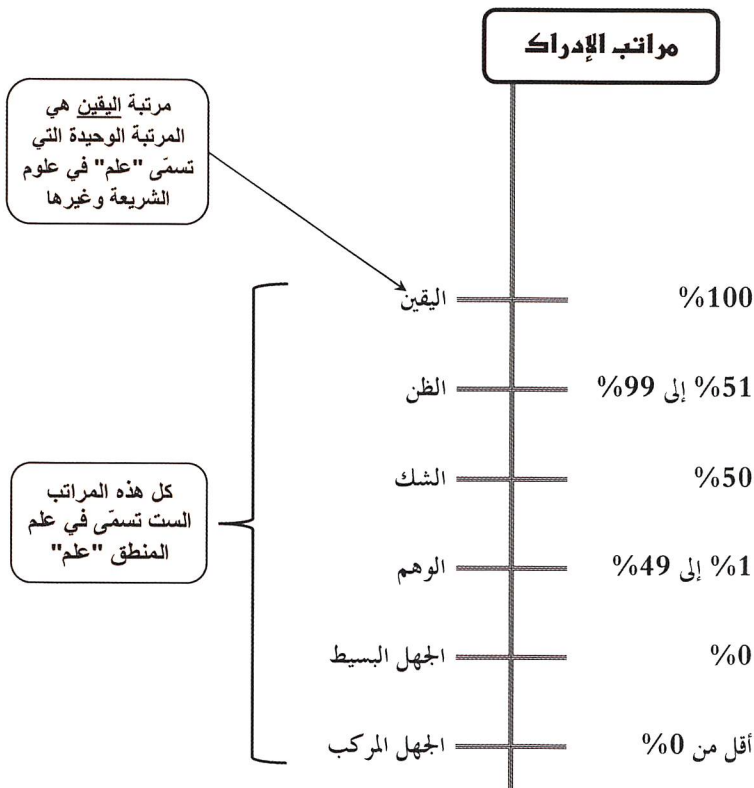 مراتب الإدراك
مرتبة اليقين هي
المرتبة الوحيدة التي
تسمّى "علم" في علوم
الشريعة وغيرها
%100 اليقين
%51 إلى 99% الظن
%50 الشك
%1 إلى 49% الوهم
%0 الجهل البسيط
أقل من 0% الجهل المركب
كل هذه المراتب
الست تسمّى في علم
المنطق "علم"